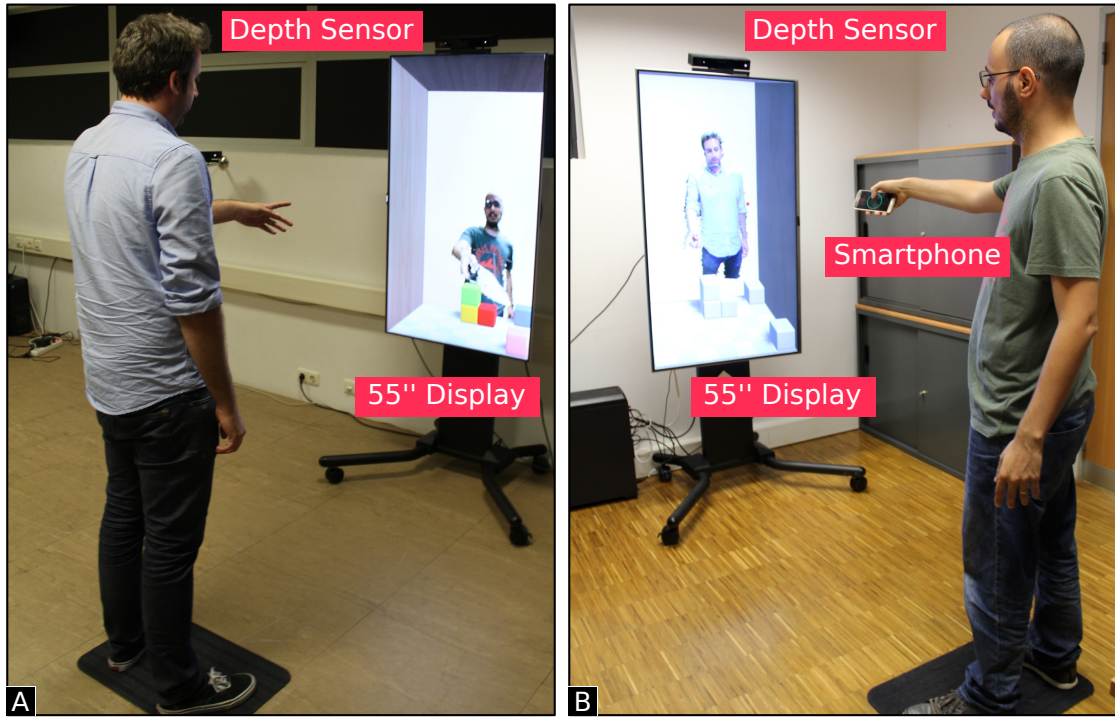 Depth Sensor
55'' Display
A
Depth Sensor
Smartphone
55'' Display
B